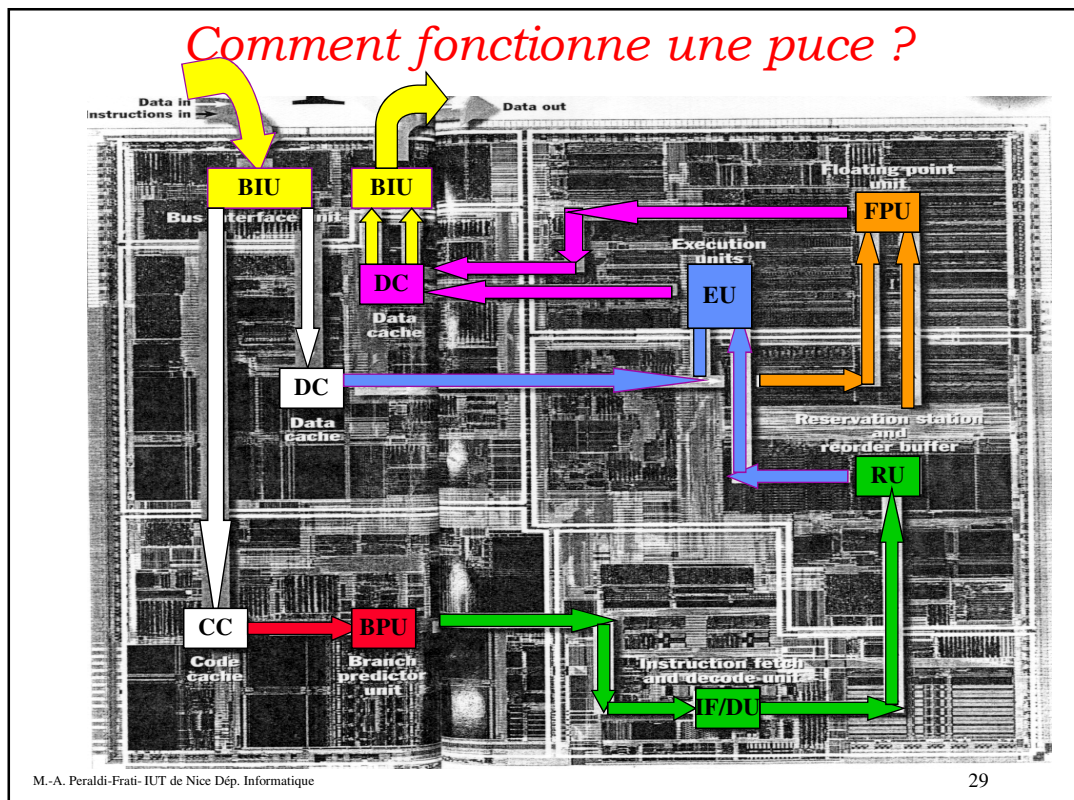 Comment fonctionne une puce ?
Data in
Instructions in
Data out
BIU
BIU
Bus interface unit
Floating-point
unit
FPU
Execution
units
EU
DC
Data
cache
DC
Data
cache
Reservation station
and
reorder buffer
RU
CC
Code
cache
BPU
Branch
predictor
unit
Instruction fetch
and decode unit
IF/DU
M.-A. Peraldi-Frati- IUT de Nice Dép. Informatique
29